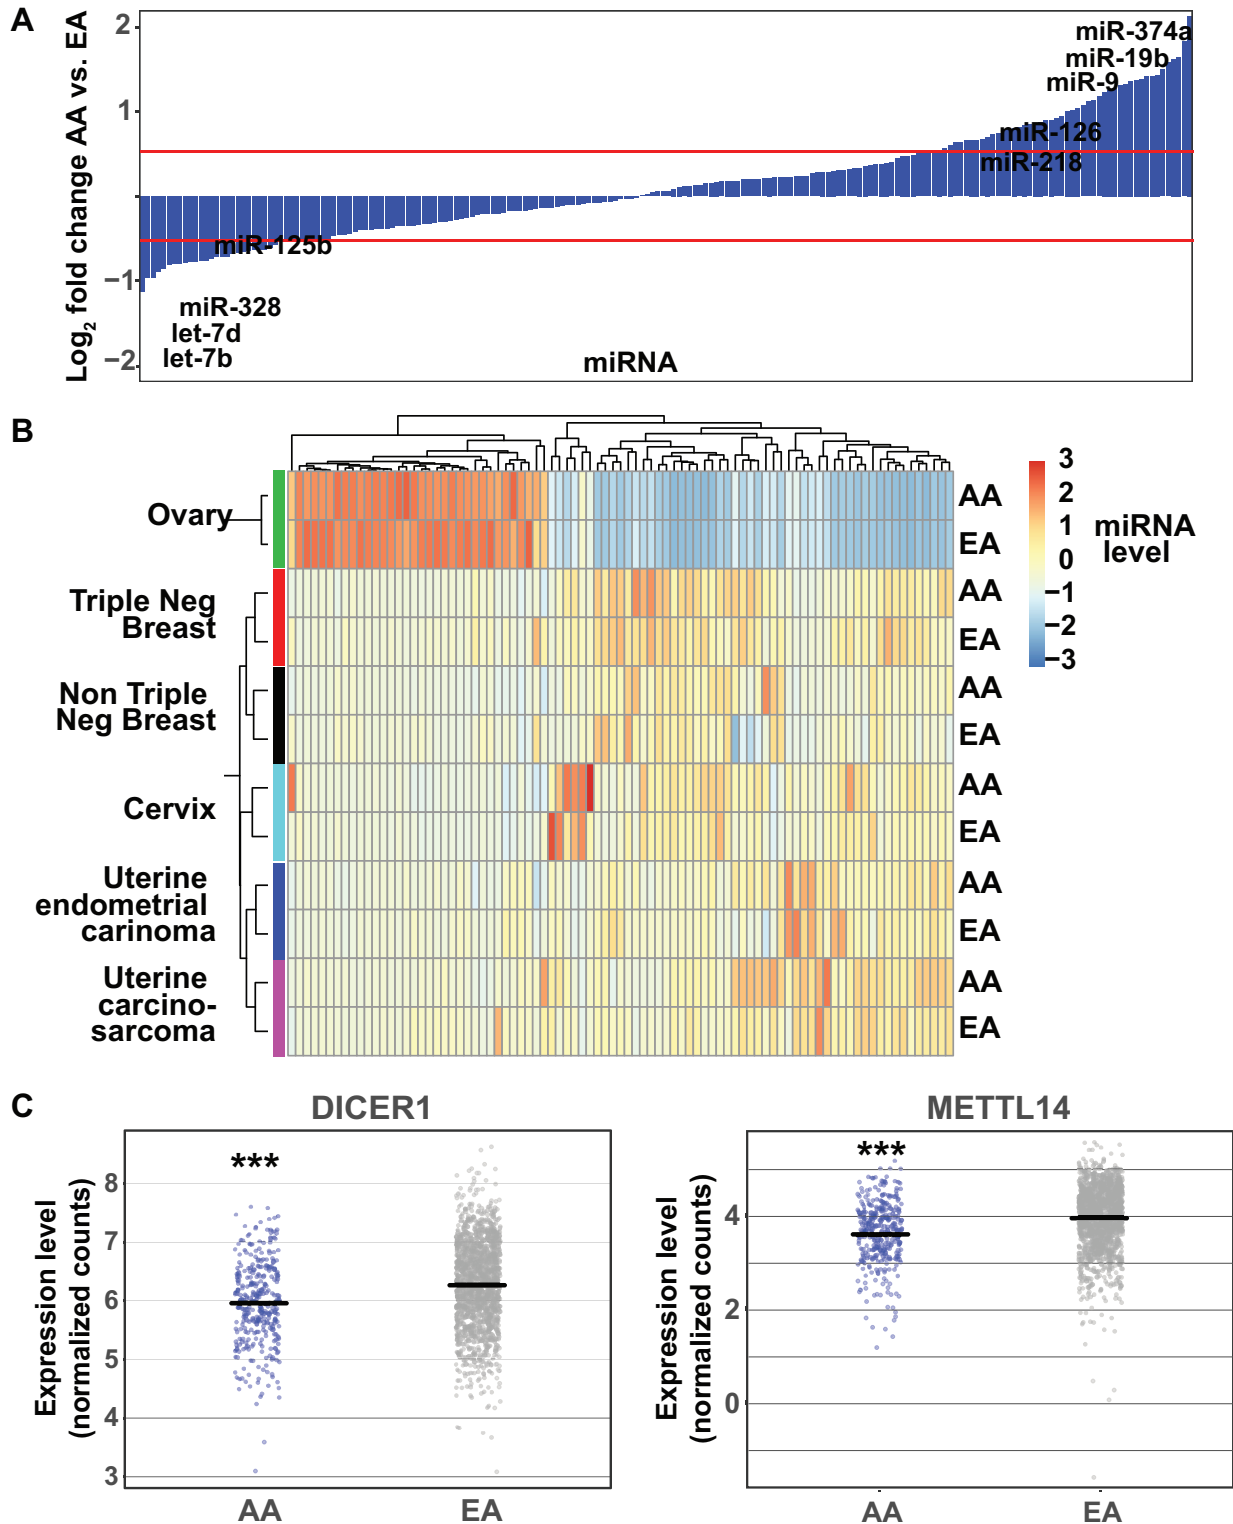 A
Log2 fold change AA vs. EA
2
1
−1
−2
miR-374a
miR-19b
miR-9
miR-126
miR-218
miR-125b
miR-328
let-7d
let-7b
miRNA
B
Ovary
Triple Neg
Breast
Non Triple
Neg Breast
Cervix
Uterine
endometrial
carinoma
Uterine
carcino-
sarcoma
AA
EA
AA
EA
AA
EA
AA
EA
AA
EA
AA
EA
3
2
1
0
−1
−2
−3
miRNA
level
C
DICER1
Expression level
(normalized counts)
8
7
6
5
4
3
***
AA
EA
METTL14
Expression level
(normalized counts)
4
2
0
***
AA
EA